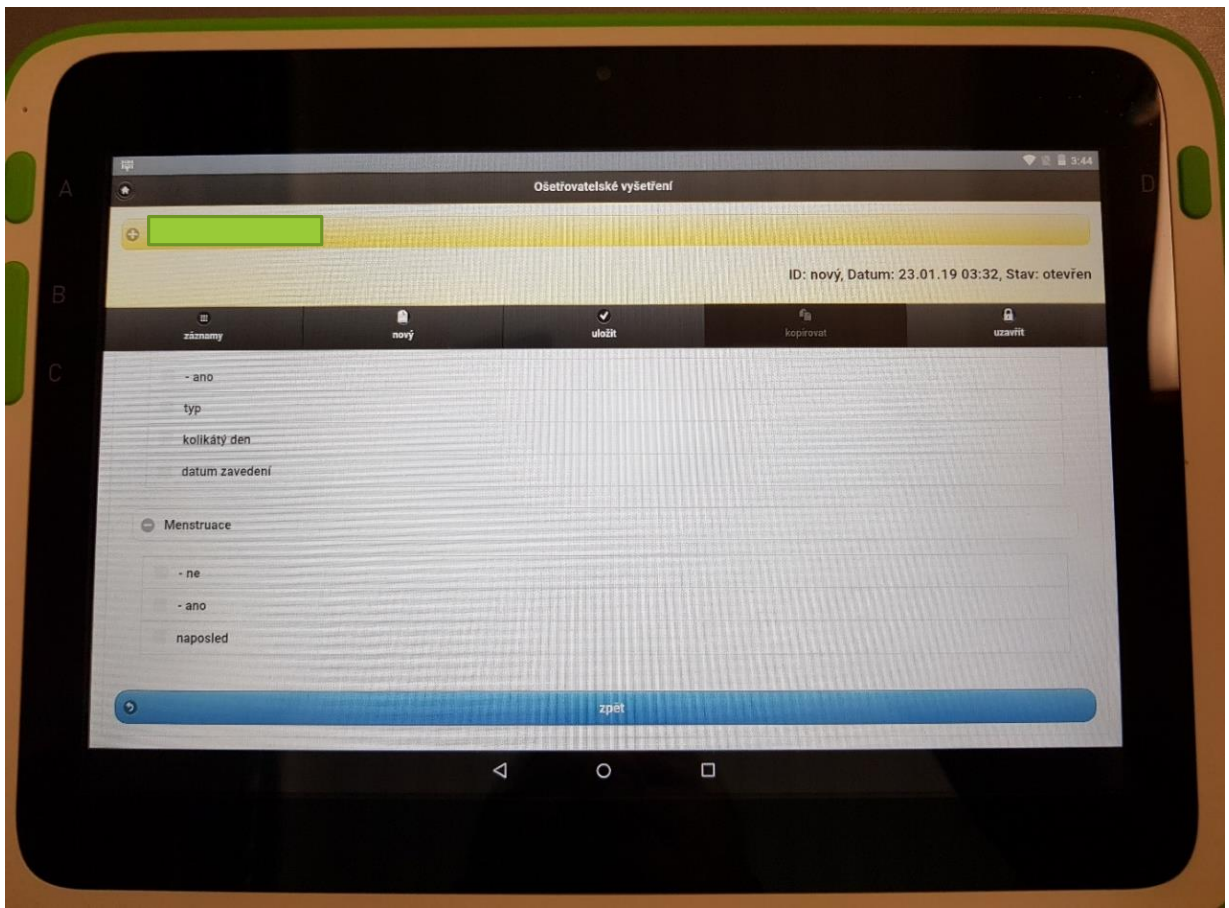 3:44
Ošetřovatelské vyšetření
A
D
ID: nový, Datum: 23.01.19 03:32, Stav: otevřen
B
záznamy nový uložit kopírovat uzavřít
C
- ano
typ
kolikátý den
datum zavedení
Menstruace
- ne
- ano
naposled
zpět